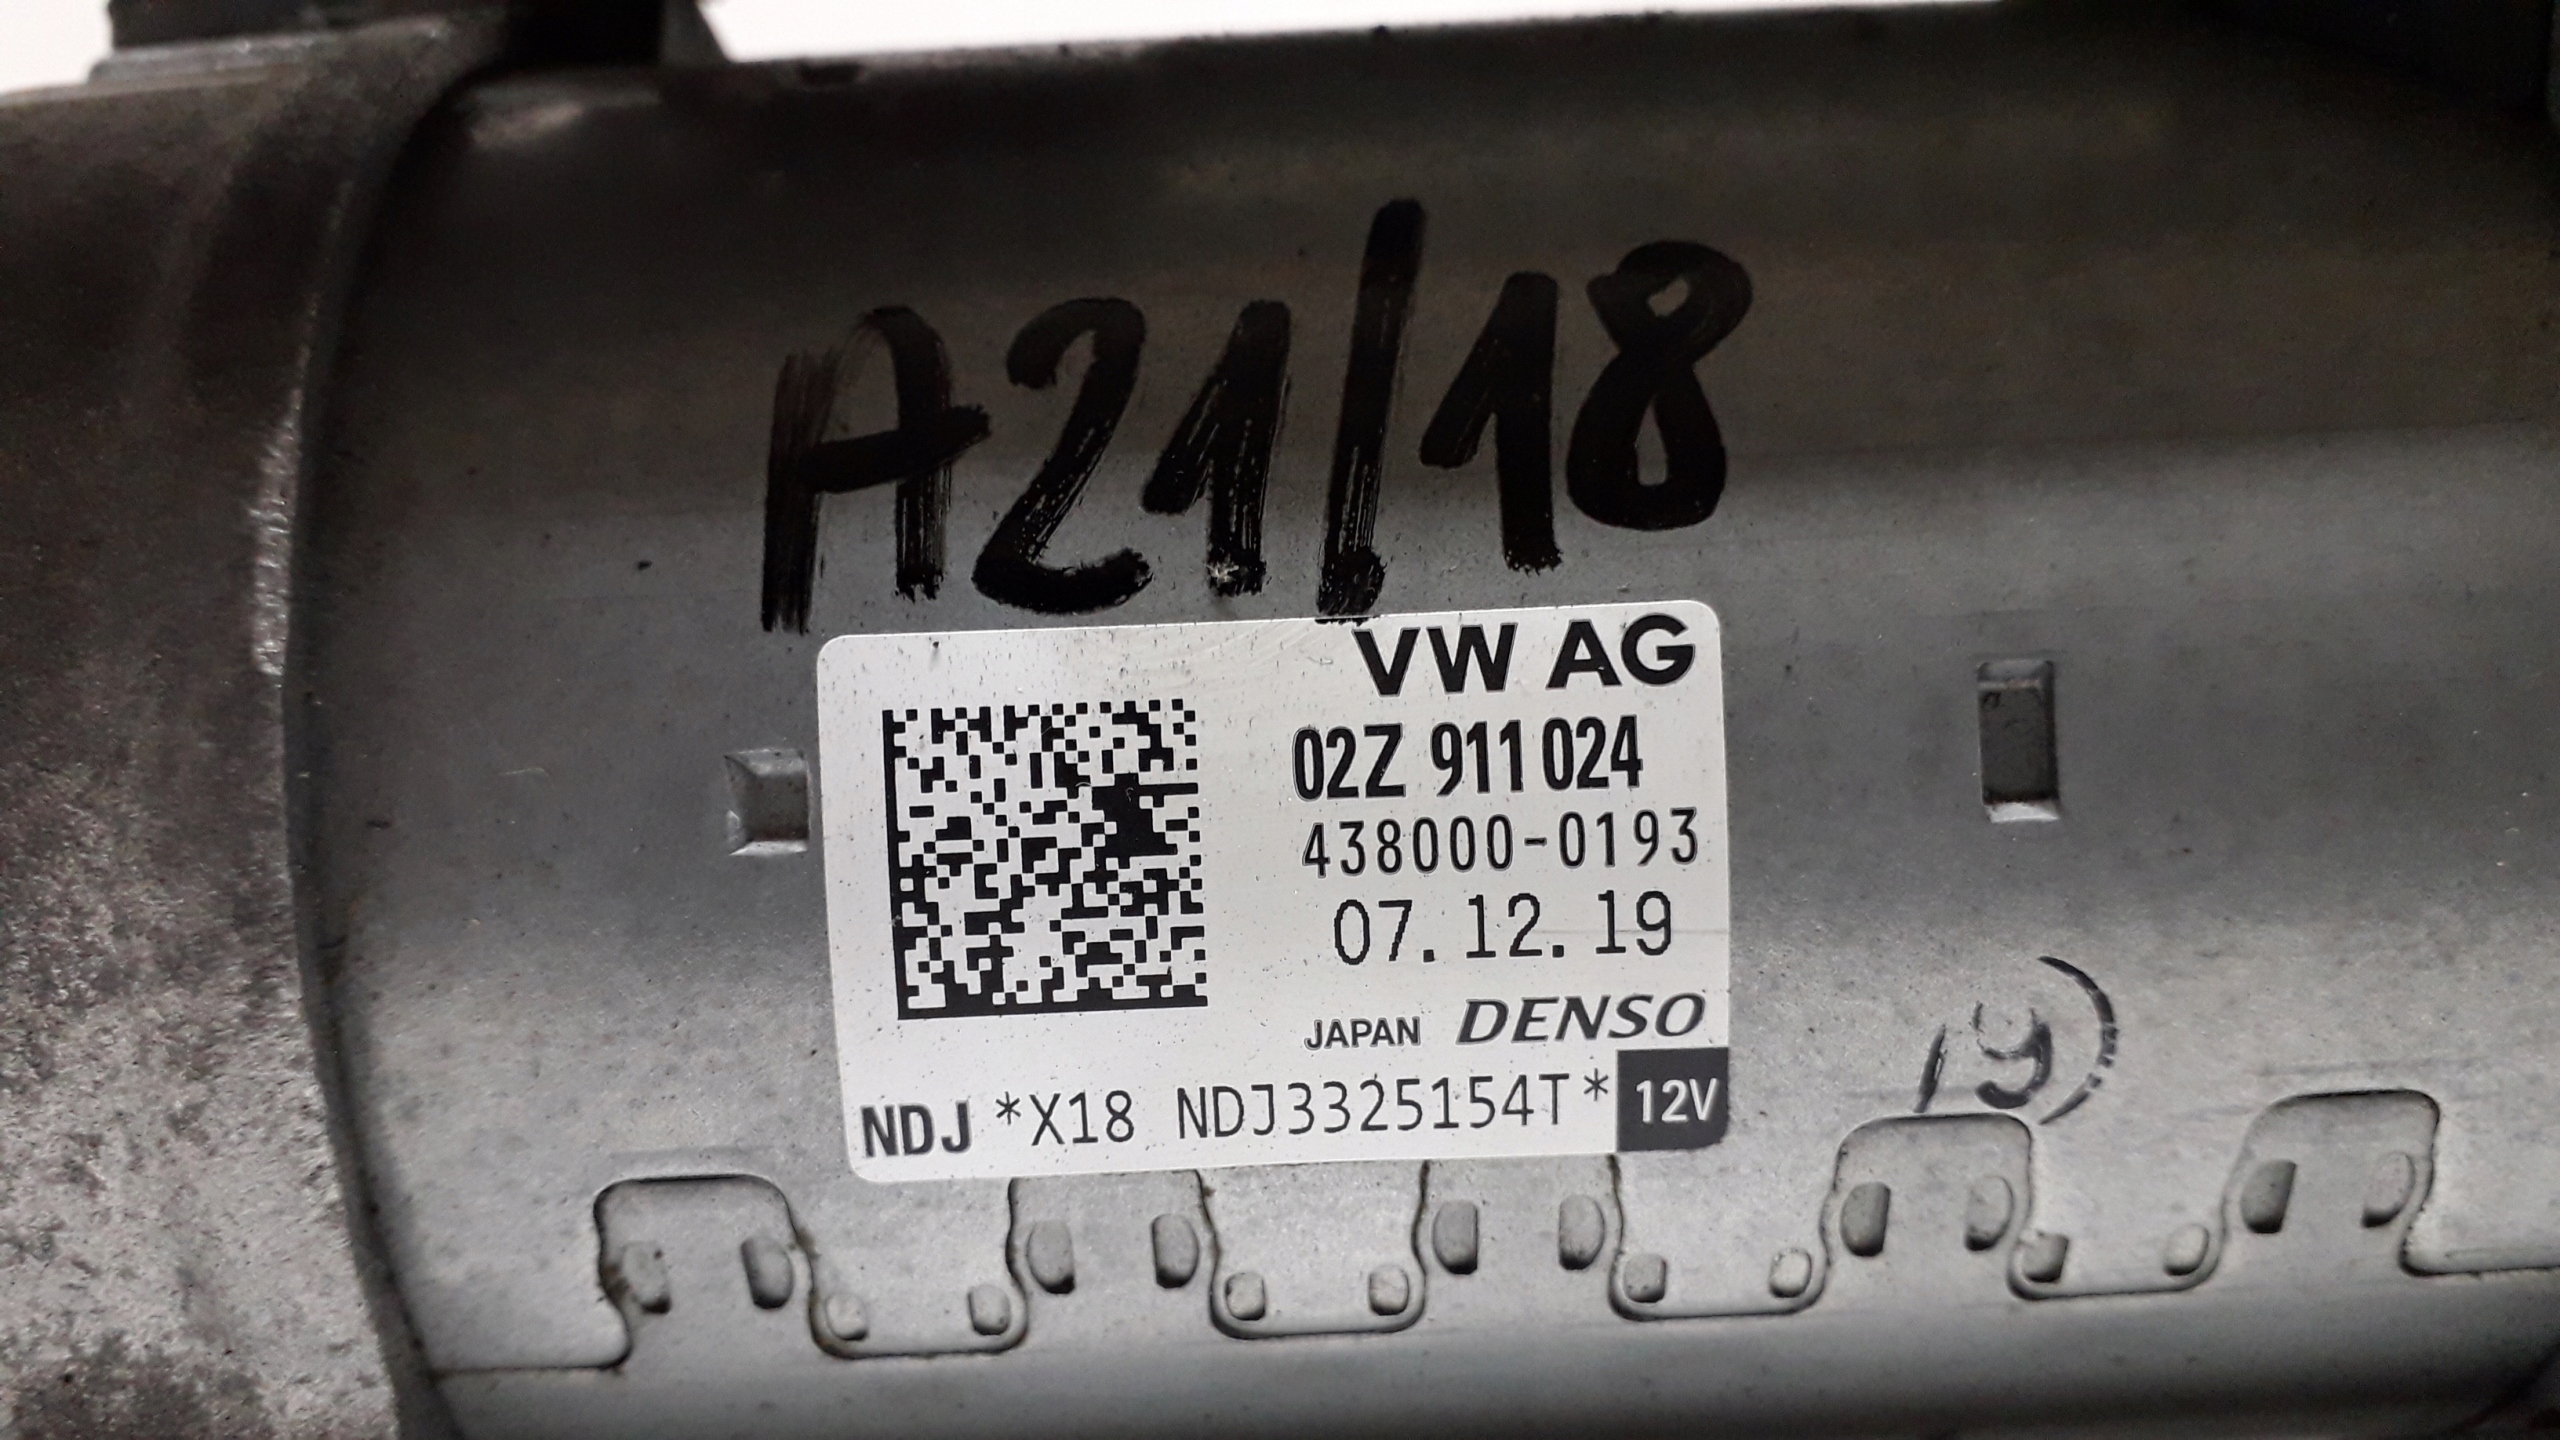 A21/18
VW AG
02Z 911 024
438000-0193
07.12.19
JAPAN DENSO
NDJ *X18 NDJ3325154T* 12V